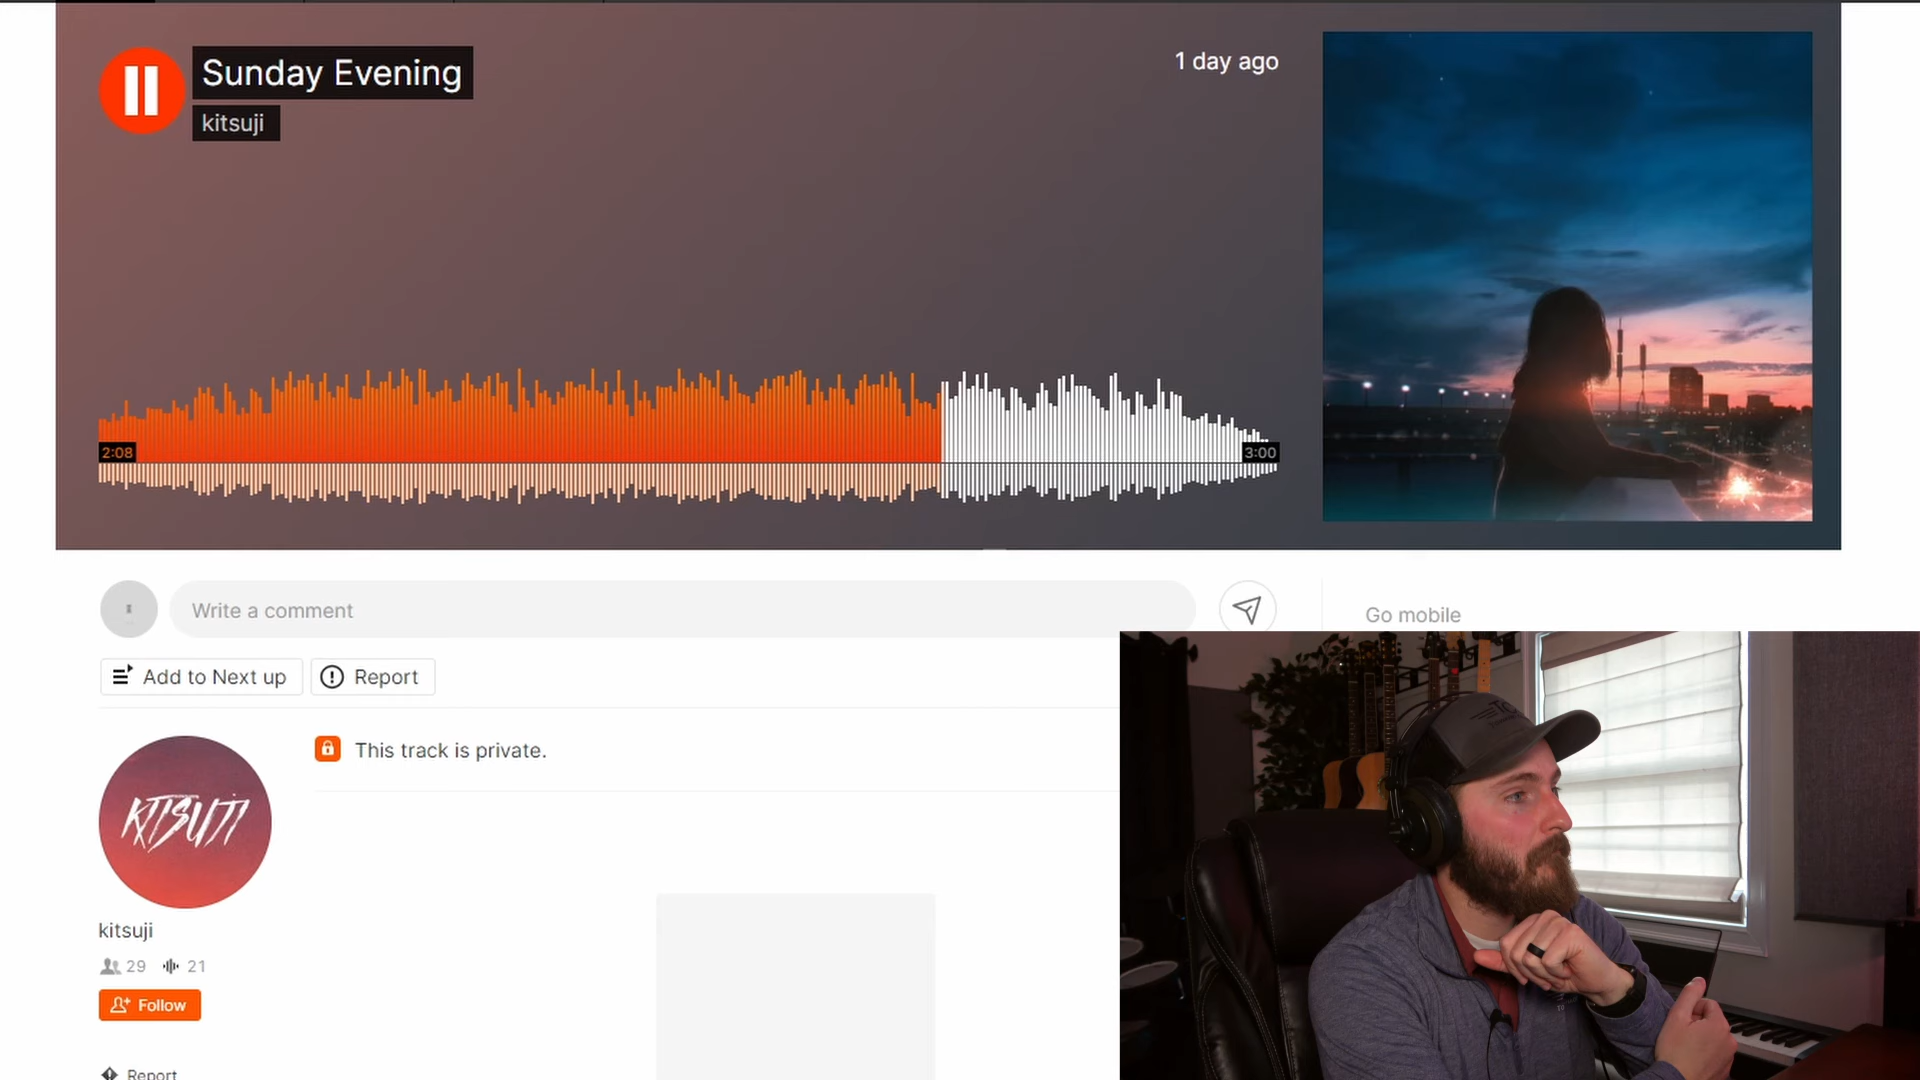 Sunday Evening
1 day ago
kitsuji
2:08
3:00
Write a comment
Go mobile
Add to Next up
Report
This track is private.
KITSUJI
kitsuji
29
21
Follow
Report